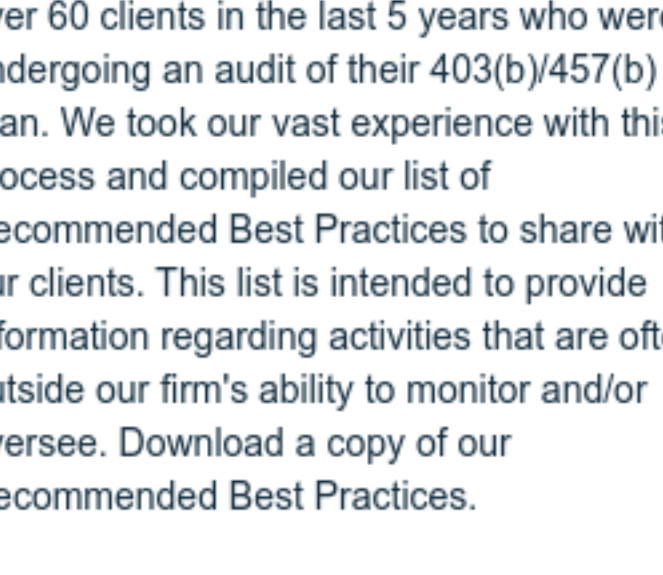 ver 60 clients in the last 5 years who were
ndergoing an audit of their 403(b)/457(b)
an. We took our vast experience with this
ocess and compiled our list of
ecommended Best Practices to share wit
ur clients. This list is intended to provide
formation regarding activities that are ofte
utside our firm's ability to monitor and/or
versee. Download a copy of our
ecommended Best Practices.